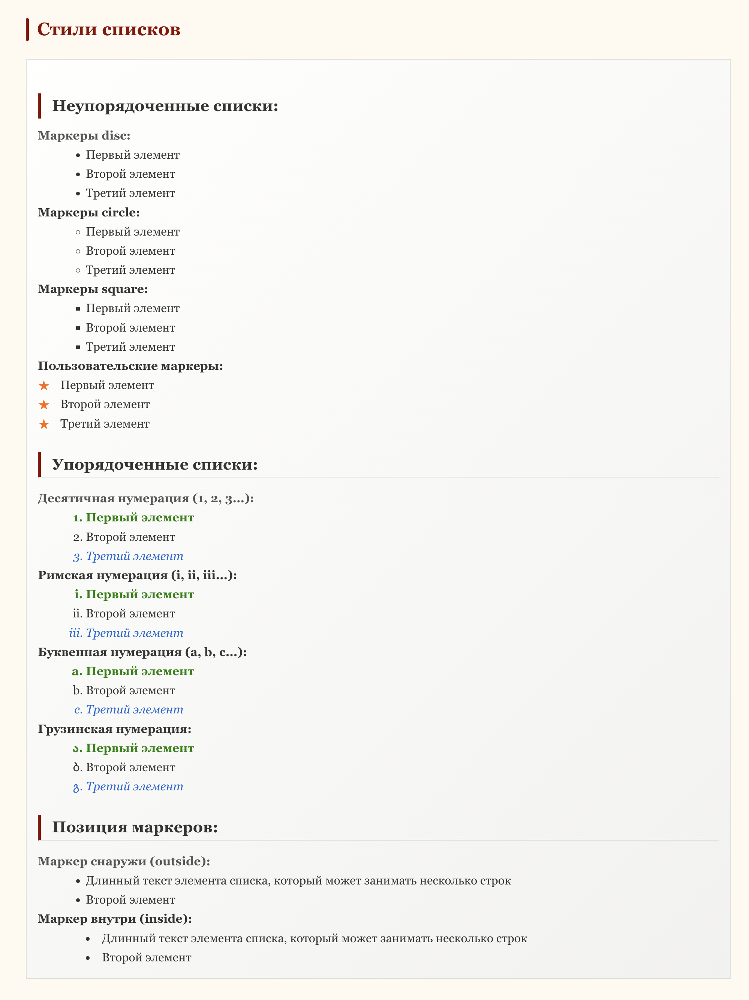 Стили списков
Неупорядоченные списки:
Маркеры disc:
• Первый элемент
• Второй элемент
• Третий элемент
Маркеры circle:
◦ Первый элемент
◦ Второй элемент
◦ Третий элемент
Маркеры square:
▪ Первый элемент
▪ Второй элемент
▪ Третий элемент
Пользовательские маркеры:
★ Первый элемент
★ Второй элемент
★ Третий элемент
Упорядоченные списки:
Десятичная нумерация (1, 2, 3...):
1. Первый элемент
2. Второй элемент
3. Третий элемент
Римская нумерация (i, ii, iii...):
i. Первый элемент
ii. Второй элемент
iii. Третий элемент
Буквенная нумерация (a, b, c...):
a. Первый элемент
b. Второй элемент
c. Третий элемент
Грузинская нумерация:
ა. Первый элемент
ბ. Второй элемент
გ. Третий элемент
Позиция маркеров:
Маркер снаружи (outside):
• Длинный текст элемента списка, который может занимать несколько строк
• Второй элемент
Маркер внутри (inside):
• Длинный текст элемента списка, который может занимать несколько строк
• Второй элемент